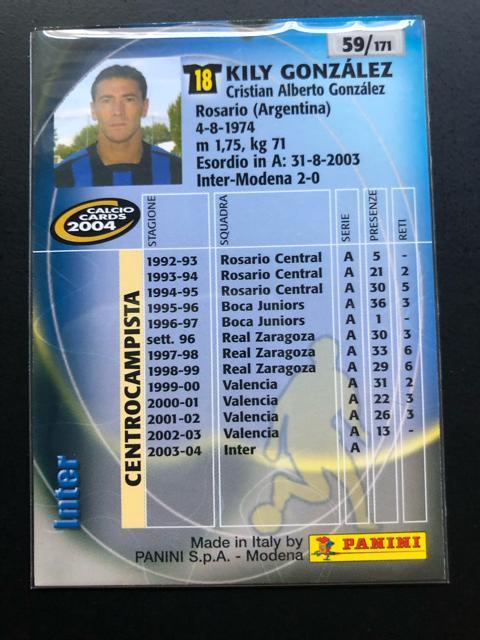 59/171
18 KILY GONZÁLEZ
Cristian Alberto González
Rosario (Argentina)
4-8-1974
m 1,75, kg 71
Esordio in A: 31-8-2003
Inter-Modena 2-0
CALCIO CARDS 2004
STAGIONE SQUADRA SERIE PRESENZE RETI
1992-93 Rosario Central A 5 -
1993-94 Rosario Central A 21 2
1994-95 Rosario Central A 30 5
1995-96 Boca Juniors A 36 3
1996-97 Boca Juniors A 1 -
sett. 96 Real Zaragoza A 30 3
1997-98 Real Zaragoza A 33 6
1998-99 Real Zaragoza A 29 6
1999-00 Valencia A 31 2
2000-01 Valencia A 22 3
2001-02 Valencia A 26 3
2002-03 Valencia A 13 -
2003-04 Inter A
CENTROCAMPISTA
Inter
Made in Italy by
PANINI S.p.A. - Modena
PANINI